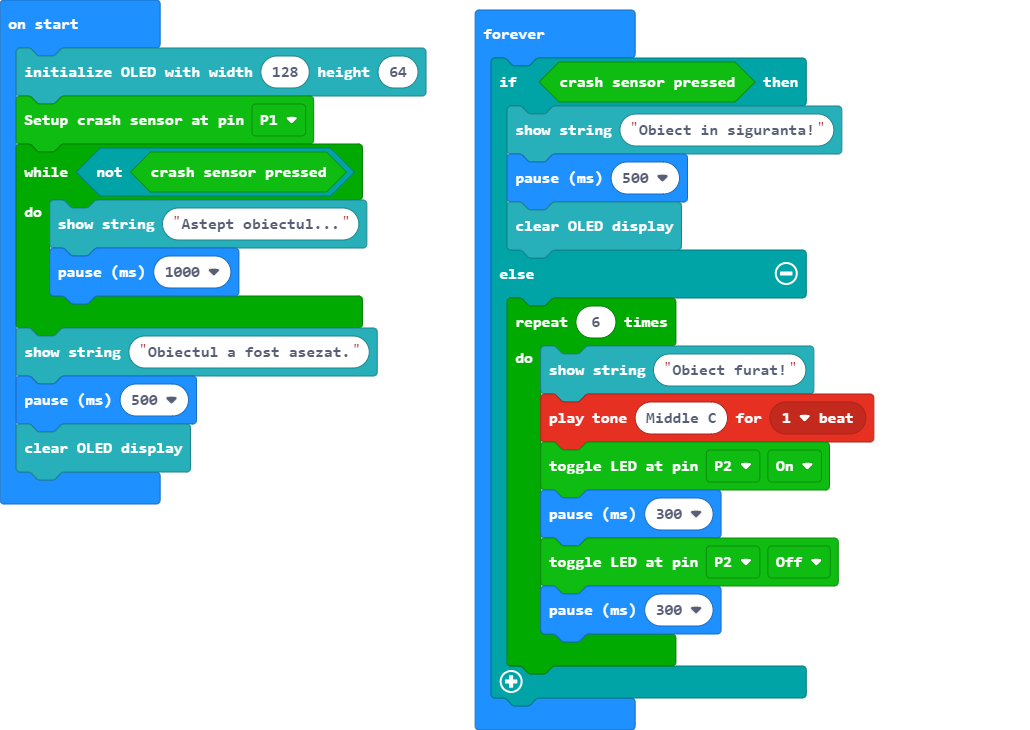 on start
initialize OLED with width 128 height 64
Setup crash sensor at pin P1
while not crash sensor pressed
do
show string "Astept obiectul..."
pause (ms) 1000
show string "Obiectul a fost asezat."
pause (ms) 500
clear OLED display
forever
if crash sensor pressed then
show string "Obiect in siguranta!"
pause (ms) 500
clear OLED display
else
repeat 6 times
do
show string "Obiect furat!"
play tone Middle C for 1 beat
toggle LED at pin P2 On
pause (ms) 300
toggle LED at pin P2 Off
pause (ms) 300